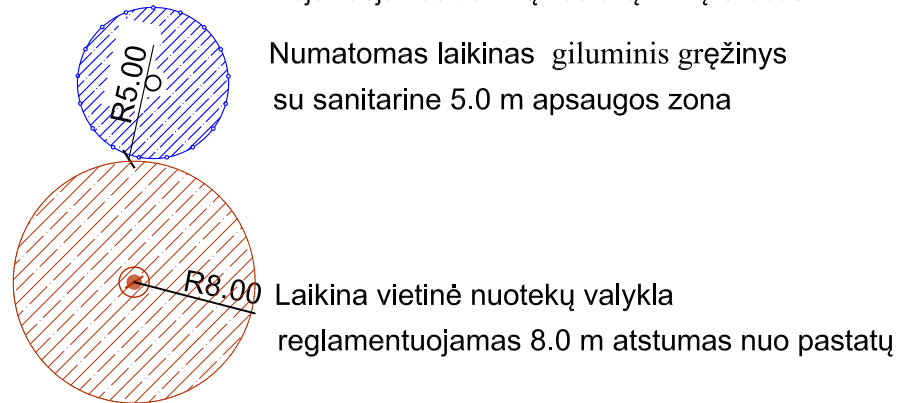 Numatomas laikinas giluminis gręžinys
su sanitarine 5.0 m apsaugos zona
R5.00
R8.00
Laikina vietinė nuotekų valykla
reglamentuojamas 8.0 m atstumas nuo pastatų